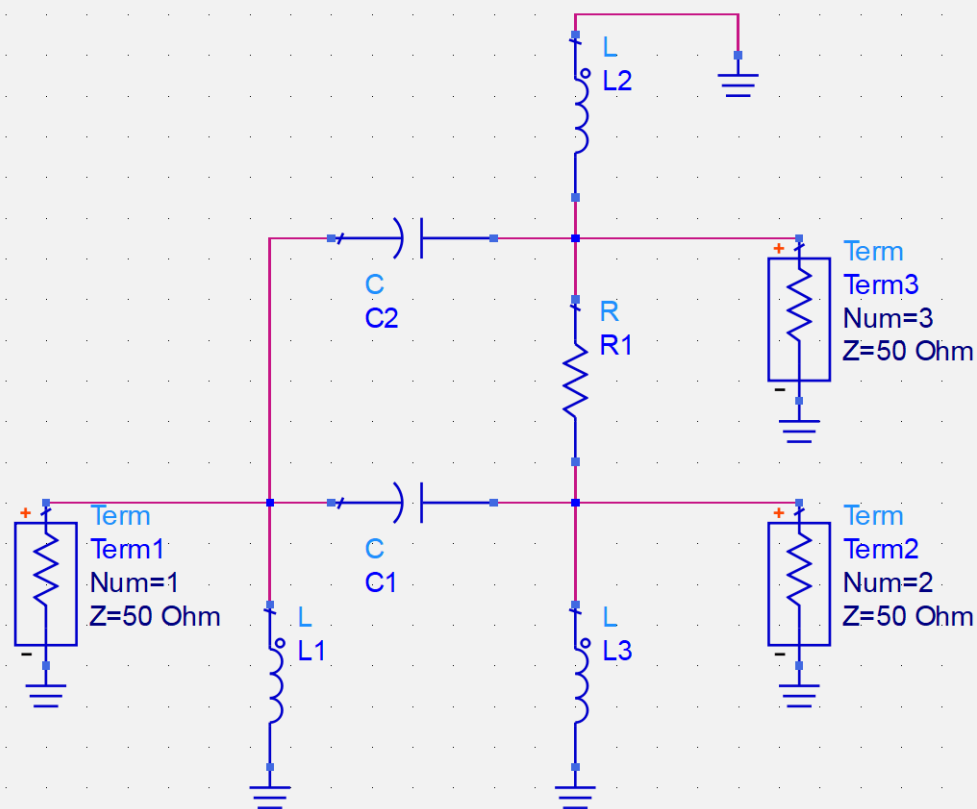 L
L2
C
C2
R
R1
+
Term
Term3
Num=3
Z=50 Ohm
-
+
Term
Term1
Num=1
Z=50 Ohm
-
C
C1
+
Term
Term2
Num=2
Z=50 Ohm
-
L
L1
L
L3